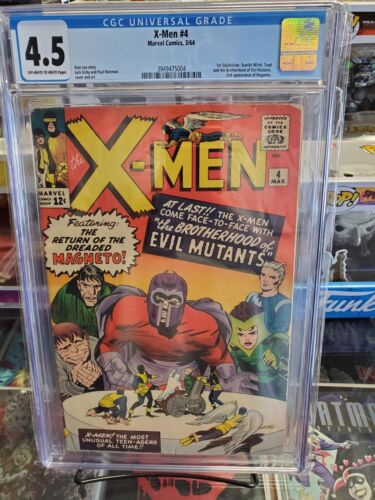 CGC UNIVERSAL GRADE
4.5
OFF-WHITE TO WHITE Pages
X-Men #4
Marvel Comics, 3/64
Stan Lee story
Jack Kirby and Paul Reinman
cover and art
3949475004
1st Quicksilver, Scarlet Witch, Toad
and the Brotherhood of Evil Mutants.
2nd appearance of Magneto.
APPROVED
BY THE
COMICS
CODE
AUTHORITY
the
X-MEN
MARVEL
COMICS
GROUP
12¢
IND.
4
MAR.
Featuring:
THE
RETURN OF THE
DREADED
MAGNETO!
AT LAST!! THE X-MEN
COME FACE-TO-FACE WITH
"the BROTHERHOOD of
EVIL MUTANTS"
X-MEN! THE MOST
UNUSUAL TEEN-AGERS
OF ALL TIME!!
POP!
Funko
BATMAN